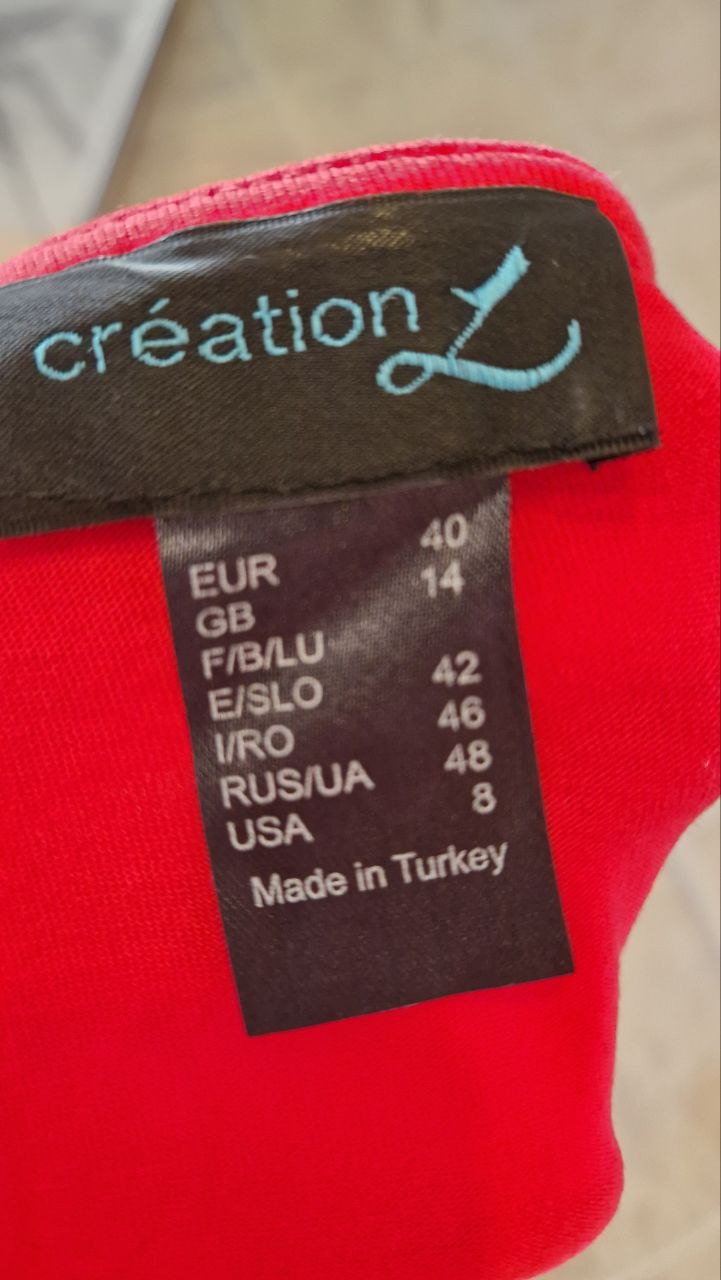 création L
EUR 40
GB 14
F/B/LU
E/SLO 42
I/RO 46
RUS/UA 48
USA 8
Made in Turkey